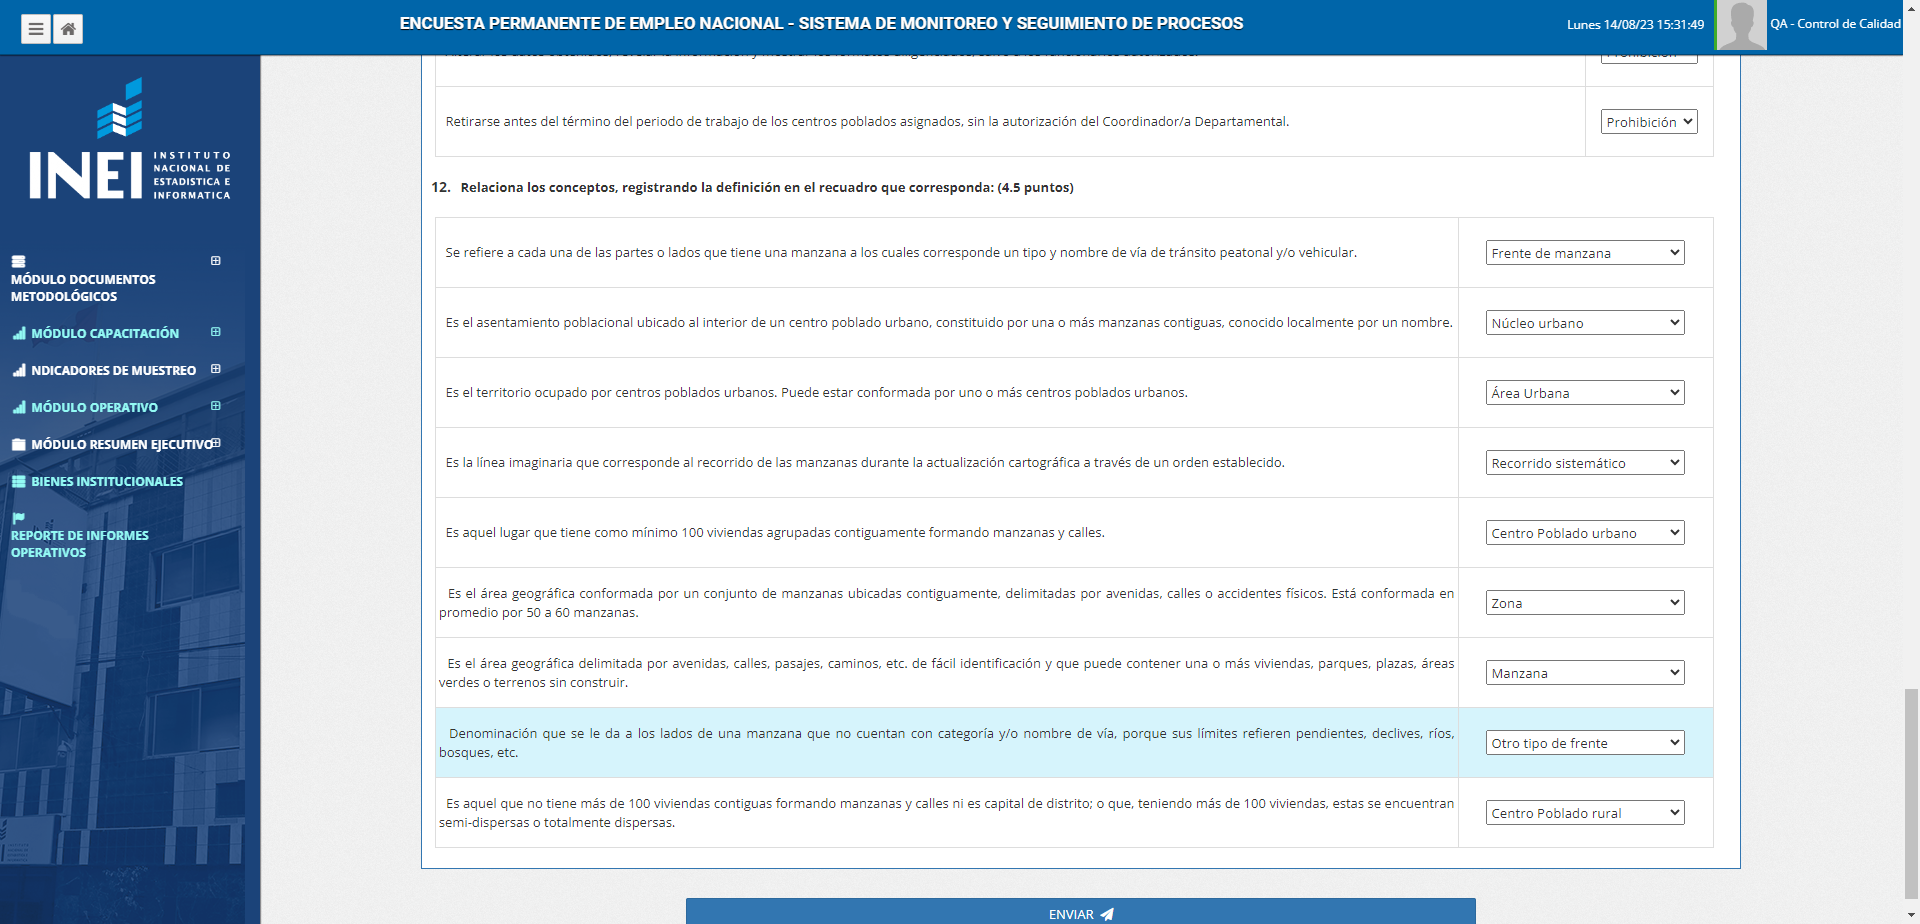 ENCUESTA PERMANENTE DE EMPLEO NACIONAL - SISTEMA DE MONITOREO Y SEGUIMIENTO DE PROCESOS
Lunes 14/08/23 15:31:49
QA - Control de Calidad
INEI
INSTITUTO
NACIONAL DE
ESTADISTICA E
INFORMATICA
MÓDULO DOCUMENTOS
METODOLÓGICOS
MÓDULO CAPACITACIÓN
NDICADORES DE MUESTREO
MÓDULO OPERATIVO
MÓDULO RESUMEN EJECUTIVO
BIENES INSTITUCIONALES
REPORTE DE INFORMES
OPERATIVOS
Retirarse antes del término del periodo de trabajo de los centros poblados asignados, sin la autorización del Coordinador/a Departamental.
Prohibición
12. Relaciona los conceptos, registrando la definición en el recuadro que corresponda: (4.5 puntos)
Se refiere a cada una de las partes o lados que tiene una manzana a los cuales corresponde un tipo y nombre de vía de tránsito peatonal y/o vehicular.
Frente de manzana
Es el asentamiento poblacional ubicado al interior de un centro poblado urbano, constituido por una o más manzanas contiguas, conocido localmente por un nombre.
Núcleo urbano
Es el territorio ocupado por centros poblados urbanos. Puede estar conformada por uno o más centros poblados urbanos.
Área Urbana
Es la línea imaginaria que corresponde al recorrido de las manzanas durante la actualización cartográfica a través de un orden establecido.
Recorrido sistemático
Es aquel lugar que tiene como mínimo 100 viviendas agrupadas contiguamente formando manzanas y calles.
Centro Poblado urbano
Es el área geográfica conformada por un conjunto de manzanas ubicadas contiguamente, delimitadas por avenidas, calles o accidentes físicos. Está conformada en
promedio por 50 a 60 manzanas.
Zona
Es el área geográfica delimitada por avenidas, calles, pasajes, caminos, etc. de fácil identificación y que puede contener una o más viviendas, parques, plazas, áreas
verdes o terrenos sin construir.
Manzana
Denominación que se le da a los lados de una manzana que no cuentan con categoría y/o nombre de vía, porque sus límites refieren pendientes, declives, ríos,
bosques, etc.
Otro tipo de frente
Es aquel que no tiene más de 100 viviendas contiguas formando manzanas y calles ni es capital de distrito; o que, teniendo más de 100 viviendas, estas se encuentran
semi-dispersas o totalmente dispersas.
Centro Poblado rural
ENVIAR